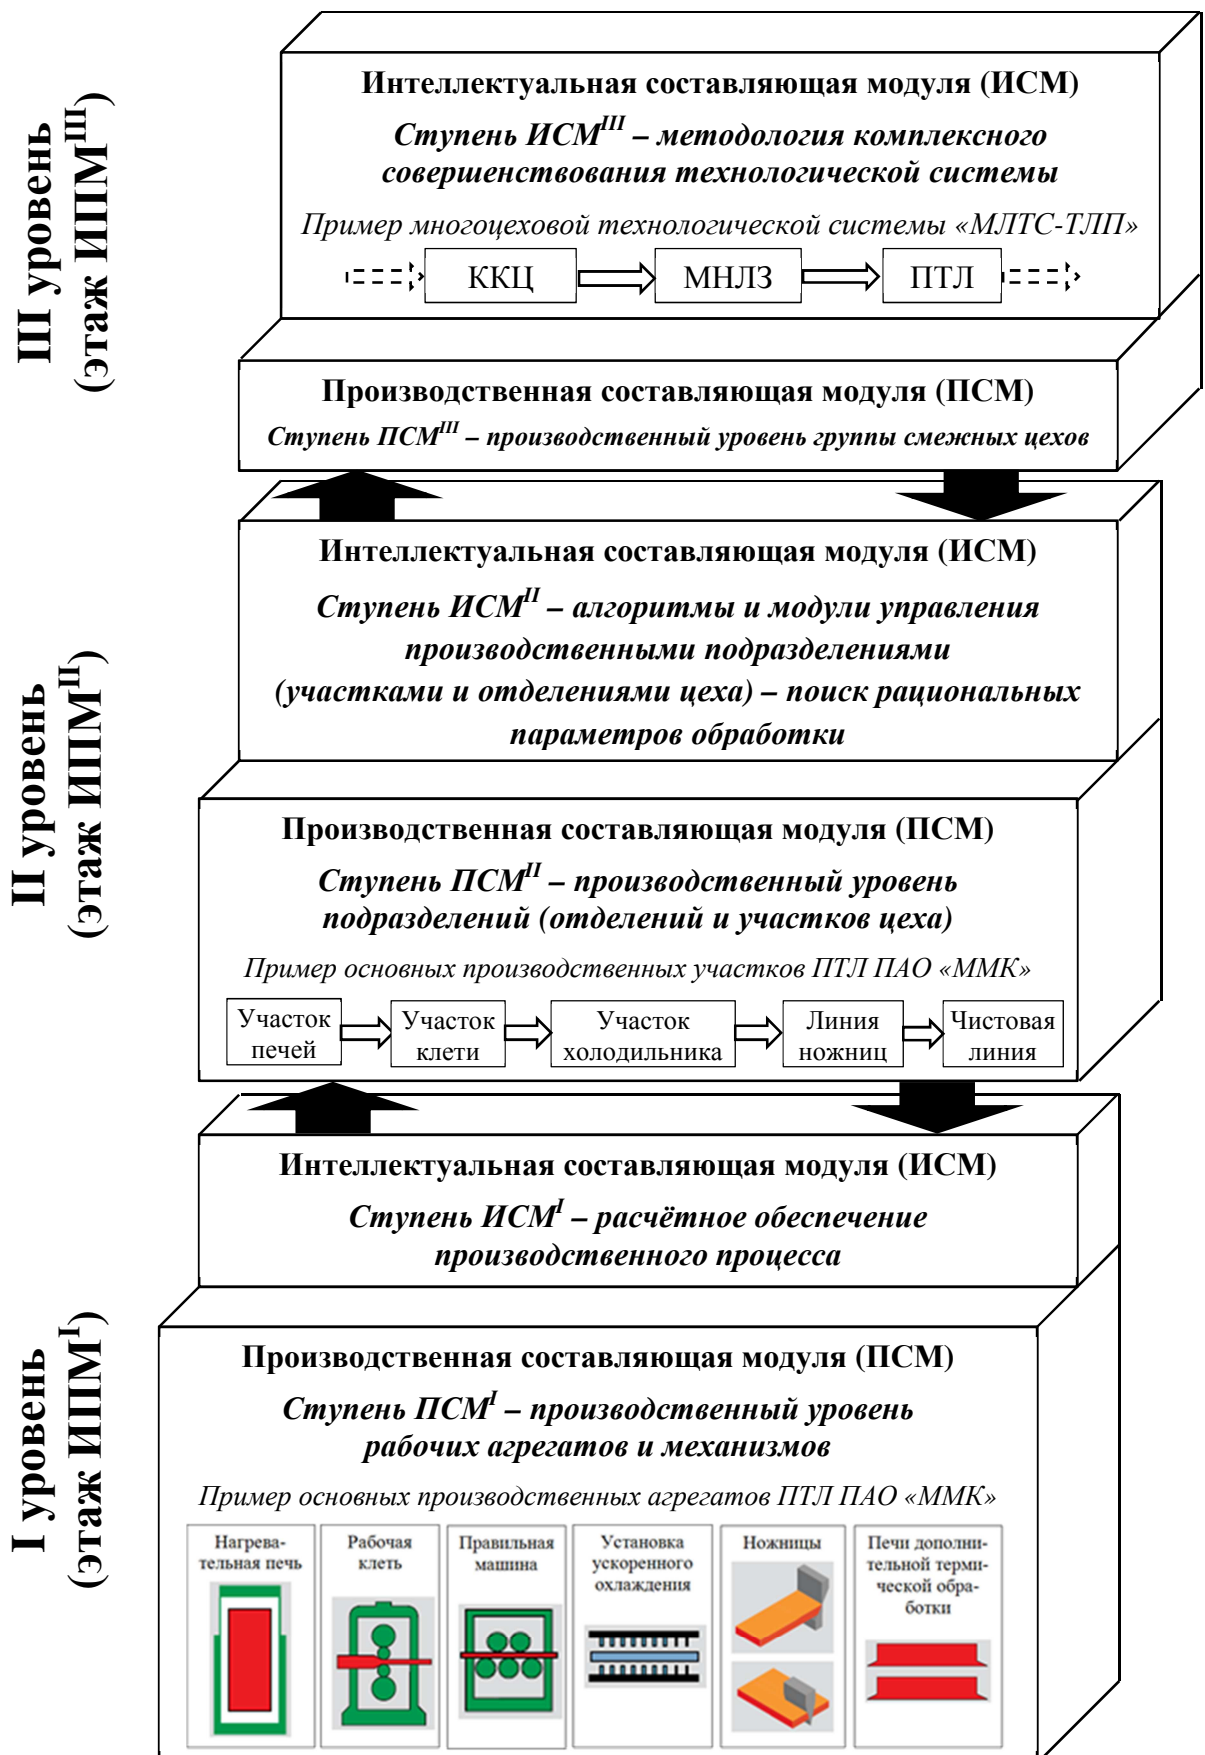 III уровень
(этаж ИПМ^III)
Интеллектуальная составляющая модуля (ИСМ)
Ступень ИСМ^III – методология комплексного
совершенствования технологической системы
Пример многоцеховой технологической системы «МЛТС-ТЛП»
ККЦ
МНЛЗ
ПТЛ
Производственная составляющая модуля (ПСМ)
Ступень ПСМ^III – производственный уровень группы смежных цехов
II уровень
(этаж ИПМ^II)
Интеллектуальная составляющая модуля (ИСМ)
Ступень ИСМ^II – алгоритмы и модули управления
производственными подразделениями
(участками и отделениями цеха) – поиск рациональных
параметров обработки
Производственная составляющая модуля (ПСМ)
Ступень ПСМ^II – производственный уровень
подразделений (отделений и участков цеха)
Пример основных производственных участков ПТЛ ПАО «ММК»
Участок
печей
Участок
клети
Участок
холодильника
Линия
ножниц
Чистовая
линия
I уровень
(этаж ИПМ^I)
Интеллектуальная составляющая модуля (ИСМ)
Ступень ИСМ^I – расчётное обеспечение
производственного процесса
Производственная составляющая модуля (ПСМ)
Ступень ПСМ^I – производственный уровень
рабочих агрегатов и механизмов
Пример основных производственных агрегатов ПТЛ ПАО «ММК»
Нагрева-
тельная печь
Рабочая
клеть
Правильная
машина
Установка
ускоренного
охлаждения
Ножницы
Печи дополни-
тельной терми-
ческой обра-
ботки